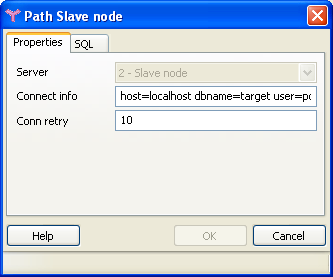 Path Slave node
Properties SQL
Server 2 - Slave node
Connect info host=localhost dbname=target user=po
Conn retry 10
Help OK Cancel